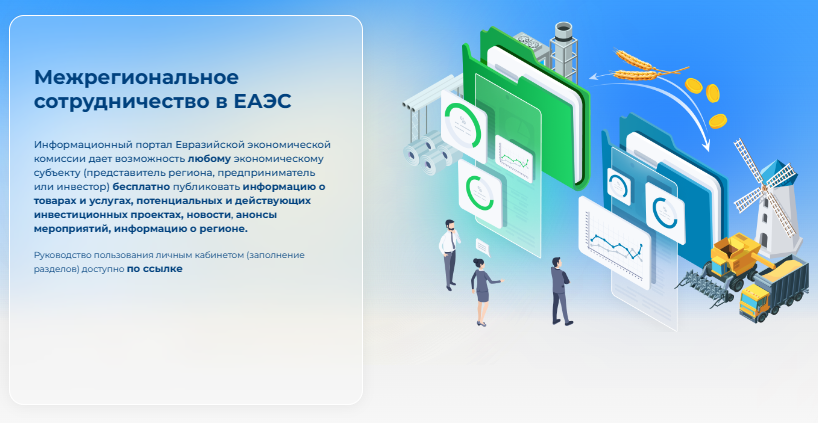 Межрегиональное
сотрудничество в ЕАЭС
Информационный портал Евразийской экономической
комиссии дает возможность любому экономическому
субъекту (представитель региона, предприниматель
или инвестор) бесплатно публиковать информацию о
товарах и услугах, потенциальных и действующих
инвестиционных проектах, новости, анонсы
мероприятий, информацию о регионе.
Руководство пользования личным кабинетом (заполнение
разделов) доступно по ссылке